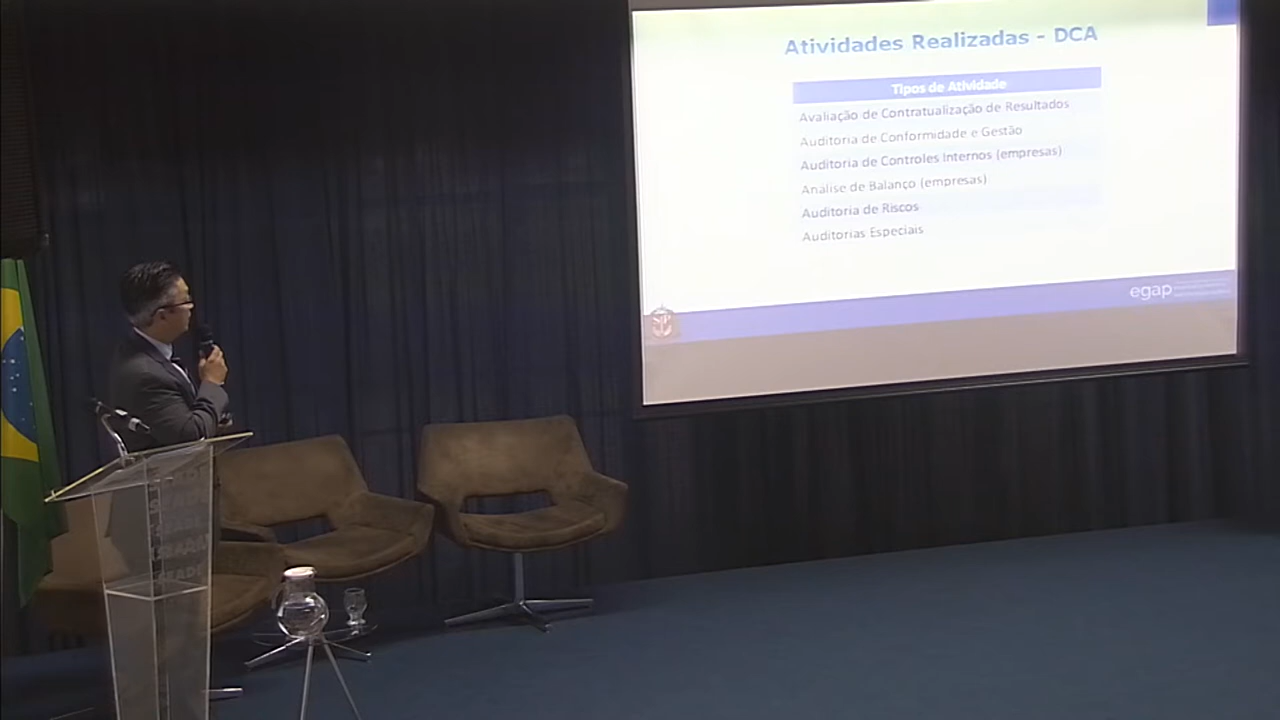 Atividades Realizadas - DCA
Tipos de Atividade
Avaliação de Contratualização de Resultados
Auditoria de Conformidade e Gestão
Auditoria de Controles Internos (empresas)
Análise de Balanço (empresas)
Auditoria de Riscos
Auditorias Especiais
egap